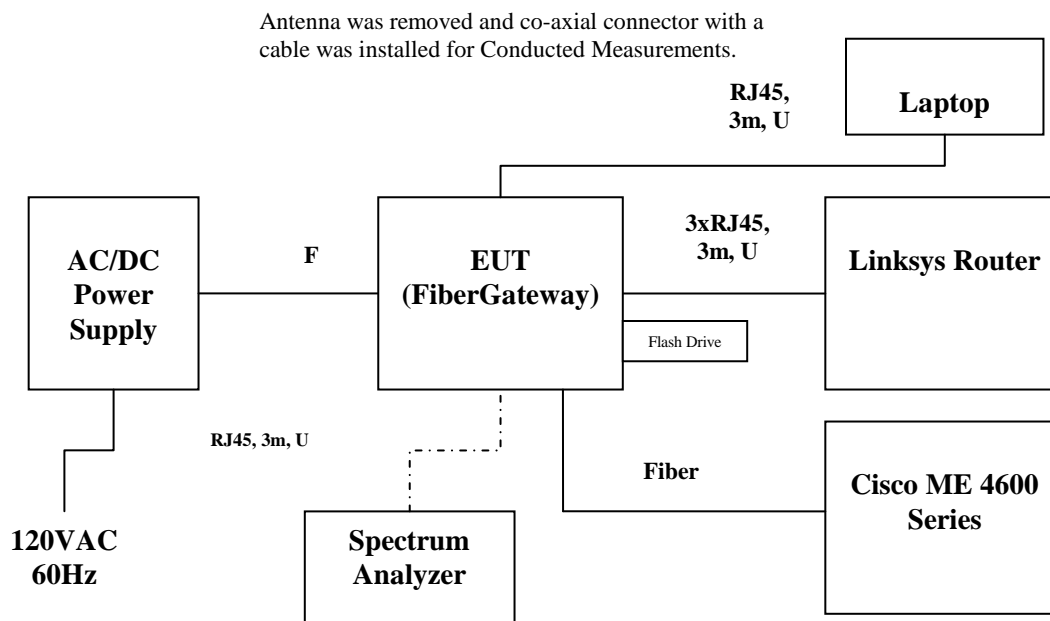 Antenna was removed and co-axial connector with a
cable was installed for Conducted Measurements.
RJ45,
3m, U
Laptop
AC/DC
Power
Supply
F
EUT
(FiberGateway)
3xRJ45,
3m, U
Linksys Router
Flash Drive
RJ45, 3m, U
Fiber
Cisco ME 4600
Series
120VAC
60Hz
Spectrum
Analyzer